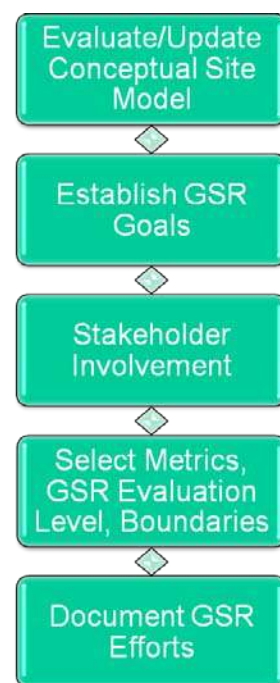 Evaluate/Update
Conceptual Site
Model
Establish GSR
Goals
Stakeholder
Involvement
Select Metrics,
GSR Evaluation
Level, Boundaries
Document GSR
Efforts